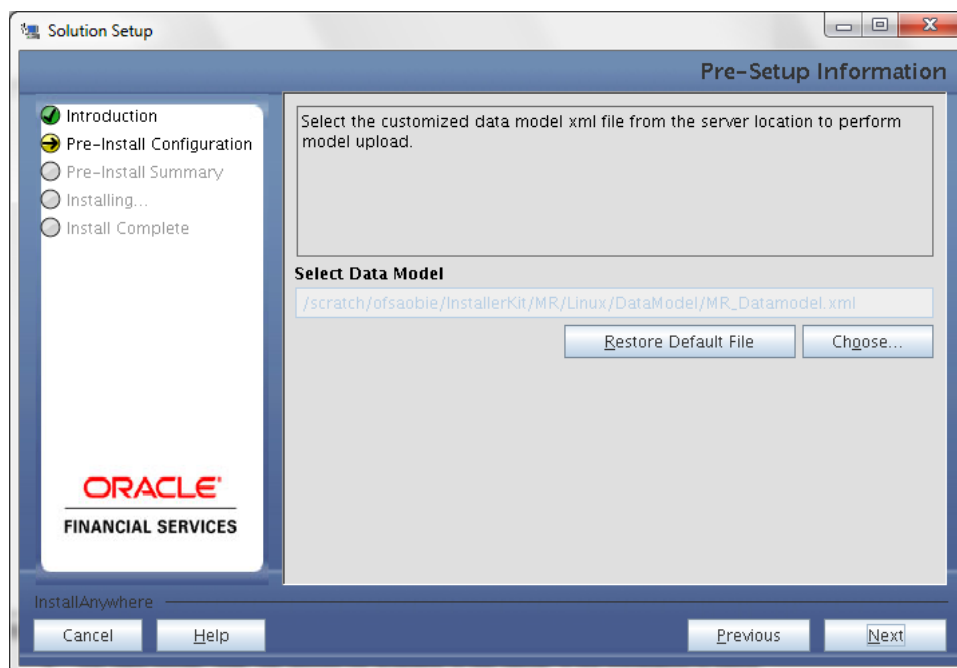 Solution Setup
Pre-Setup Information
Introduction
Pre-Install Configuration
Pre-Install Summary
Installing...
Install Complete
Select the customized data model xml file from the server location to perform
model upload.
Select Data Model
/scratch/ofsaobie/InstallerKit/MR/Linux/DataModel/MR_Datamodel.xml
Restore Default File
Choose...
ORACLE'
FINANCIAL SERVICES
InstallAnywhere
Cancel
Help
Previous
Next